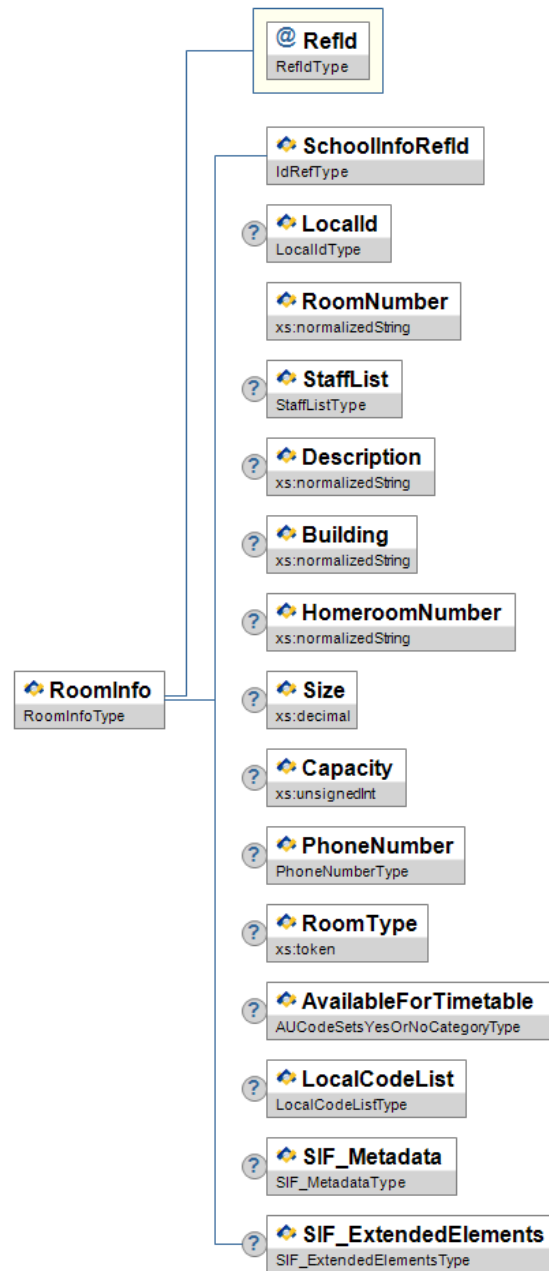 @ RefId
RefIdType
SchoolInfoRefId
IdRefType
? LocalId
LocalIdType
RoomNumber
xs:normalizedString
? StaffList
StaffListType
? Description
xs:normalizedString
? Building
xs:normalizedString
? HomeroomNumber
xs:normalizedString
RoomInfo
RoomInfoType
? Size
xs:decimal
? Capacity
xs:unsignedInt
? PhoneNumber
PhoneNumberType
? RoomType
xs:token
? AvailableForTimetable
AUCodeSetsYesOrNoCategoryType
? LocalCodeList
LocalCodeListType
? SIF_Metadata
SIF_MetadataType
? SIF_ExtendedElements
SIF_ExtendedElementsType